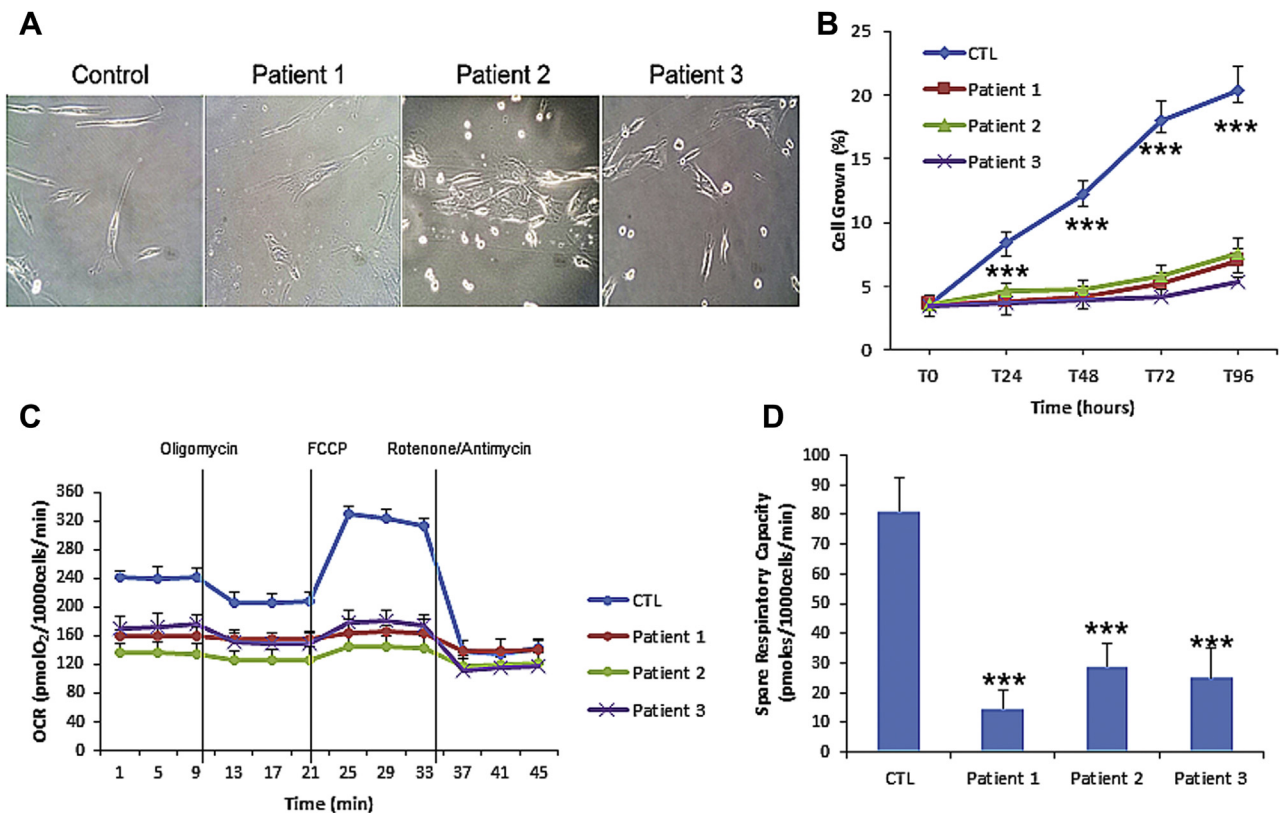 A
Control
Patient 1
Patient 2
Patient 3
B
25
20
15
10
5
0
Cell Grown (%)
CTL
Patient 1
Patient 2
Patient 3
***
***
***
***
T0
T24
T48
T72
T96
Time (hours)
C
Oligomycin
FCCP
Rotenone/Antimycin
360
320
280
240
200
160
120
80
40
0
OCR (pmolO2/1000cells/min)
1
5
9
13
17
21
25
29
33
37
41
45
Time (min)
CTL
Patient 1
Patient 2
Patient 3
D
100
90
80
70
60
50
40
30
20
10
0
Spare Respiratory Capacity
(pmoles/1000cells/min)
***
***
***
CTL
Patient 1
Patient 2
Patient 3